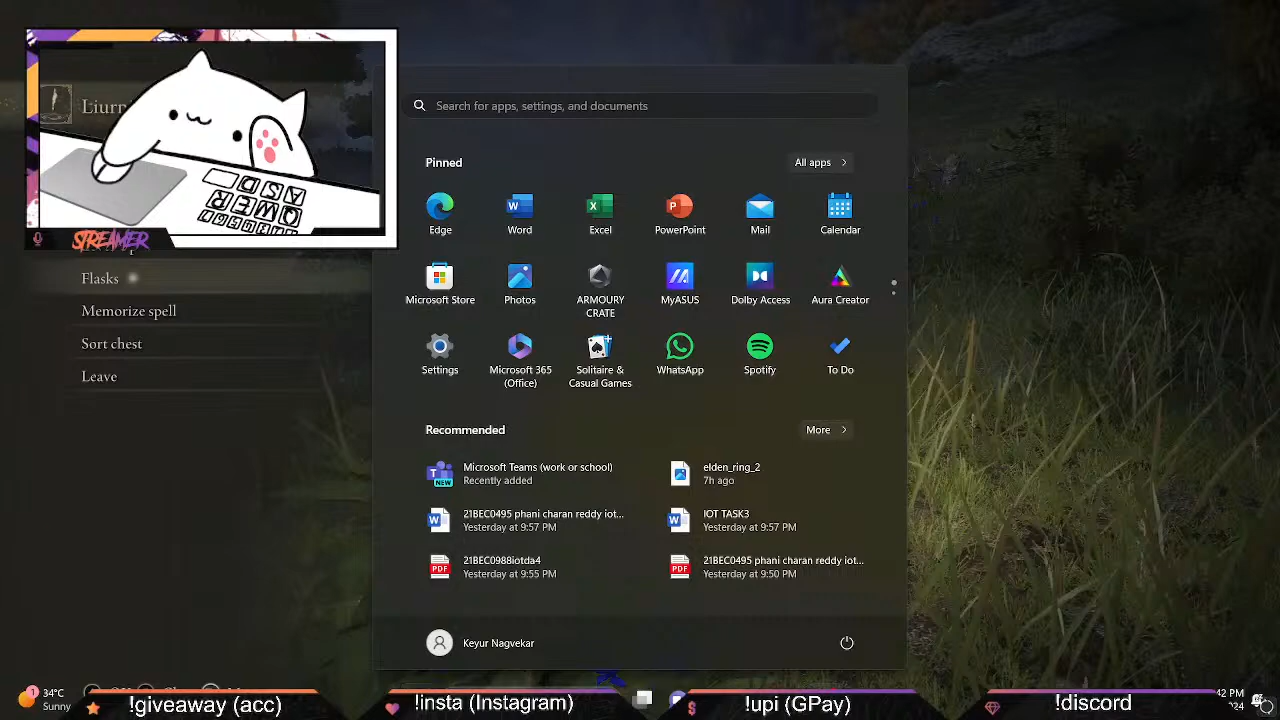 Search for apps, settings, and documents
Liurn
STREAMER
A S D
Q W E R
Flasks
Memorize spell
Sort chest
Leave
Pinned
All apps
Edge
Word
Excel
PowerPoint
Mail
Calendar
Microsoft Store
Photos
ARMOURY
CRATE
MyASUS
Dolby Access
Aura Creator
Settings
Microsoft 365
(Office)
Solitaire &
Casual Games
WhatsApp
Spotify
To Do
Recommended
More
Microsoft Teams (work or school)
Recently added
elden_ring_2
7h ago
21BEC0495 phani charan reddy iot...
Yesterday at 9:57 PM
IOT TASK3
Yesterday at 9:57 PM
21BEC0988iotda4
Yesterday at 9:55 PM
21BEC0495 phani charan reddy iot...
Yesterday at 9:50 PM
Keyur Nagvekar
1
34°C
Sunny
!giveaway (acc)
!insta (Instagram)
!upi (GPay)
!discord
42 PM
024